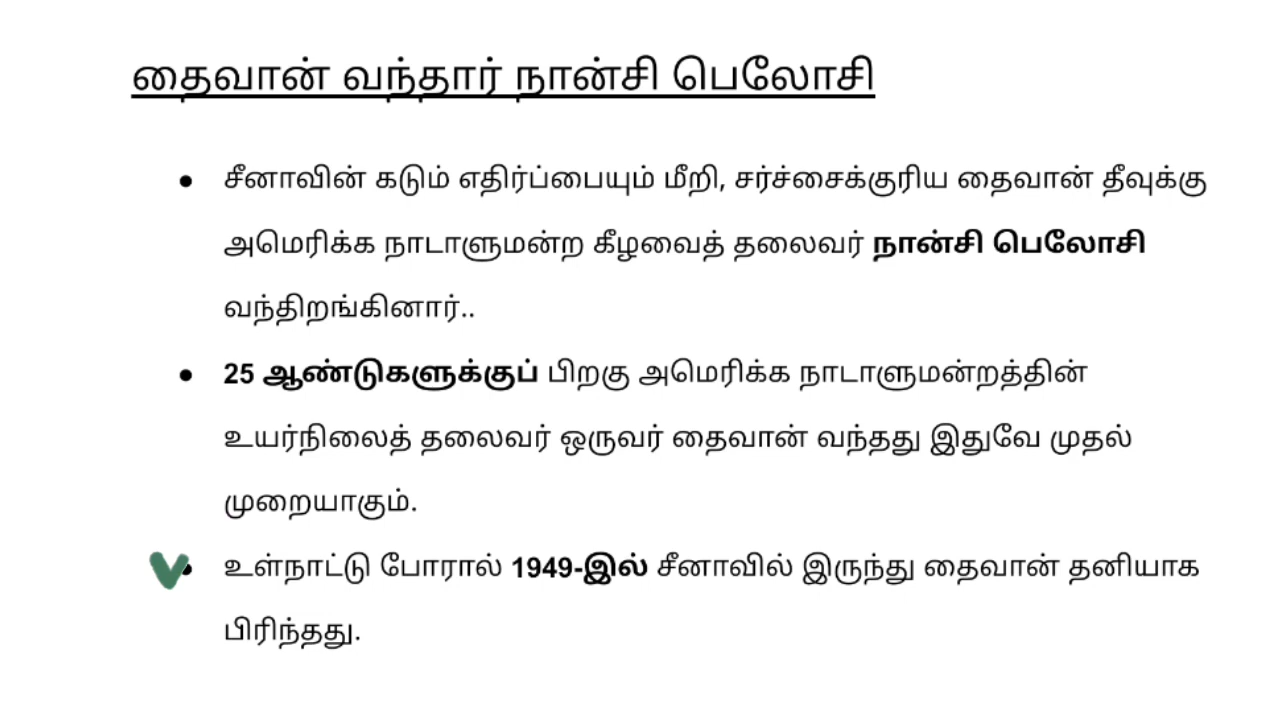 தைவான் வந்தார் நான்சி பெலோசி
● சீனாவின் கடும் எதிர்ப்பையும் மீறி, சர்ச்சைக்குரிய தைவான் தீவுக்கு
அமெரிக்க நாடாளுமன்ற கீழவைத் தலைவர் நான்சி பெலோசி
வந்திறங்கினார்..
● 25 ஆண்டுகளுக்குப் பிறகு அமெரிக்க நாடாளுமன்றத்தின்
உயர்நிலைத் தலைவர் ஒருவர் தைவான் வந்தது இதுவே முதல்
முறையாகும்.
● உள்நாட்டு போரால் 1949-இல் சீனாவில் இருந்து தைவான் தனியாக
பிரிந்தது.